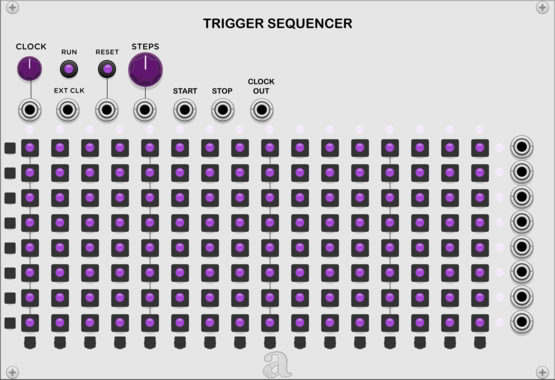 TRIGGER SEQUENCER
CLOCK
RUN
RESET
STEPS
EXT CLK
START
STOP
CLOCK
OUT
a